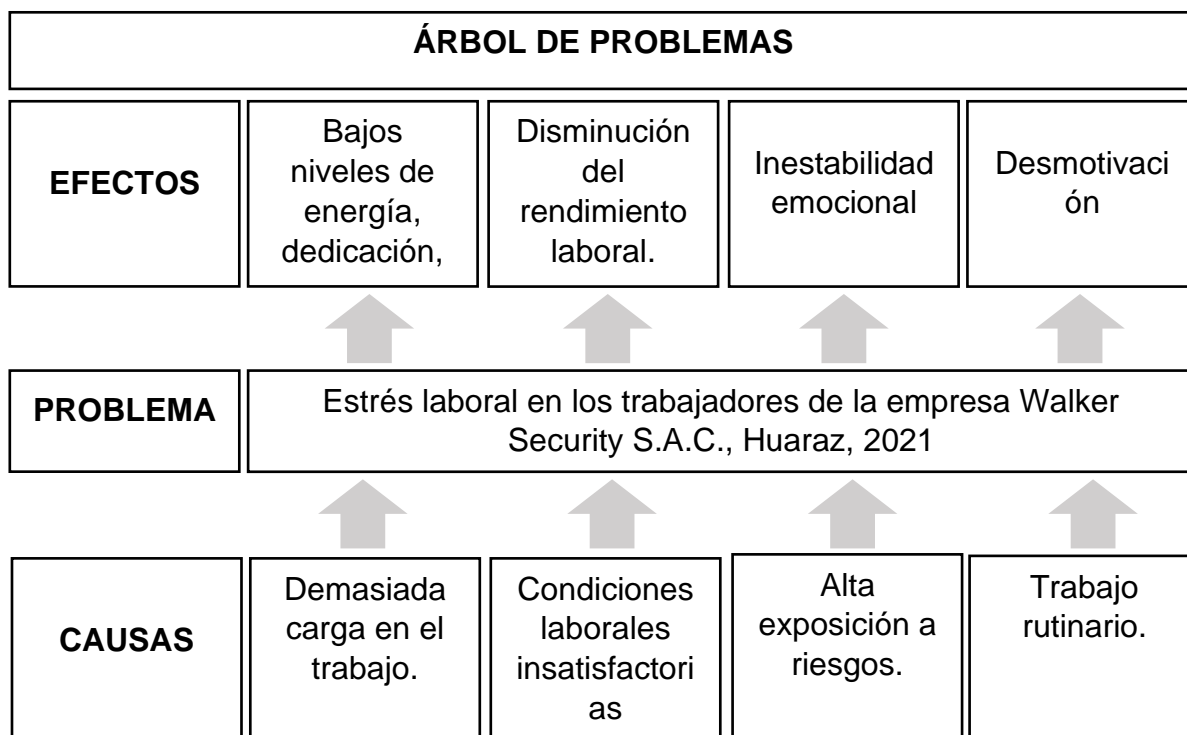 ÁRBOL DE PROBLEMAS
EFECTOS
Bajos
niveles de
energía,
dedicación,
Disminución
del
rendimiento
laboral.
Inestabilidad
emocional
Desmotivaci
ón
PROBLEMA
Estrés laboral en los trabajadores de la empresa Walker
Security S.A.C., Huaraz, 2021
CAUSAS
Demasiada
carga en el
trabajo.
Condiciones
laborales
insatisfactori
as
Alta
exposición a
riesgos.
Trabajo
rutinario.